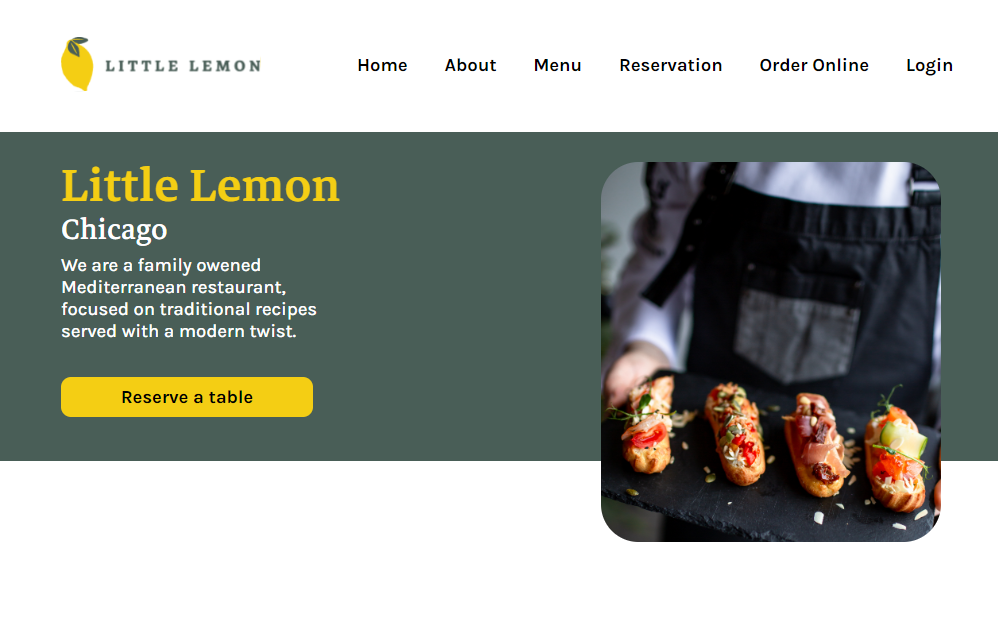 LITTLE LEMON
Home About Menu Reservation Order Online Login
Little Lemon
Chicago
We are a family owened
Mediterranean restaurant,
focused on traditional recipes
served with a modern twist.
Reserve a table